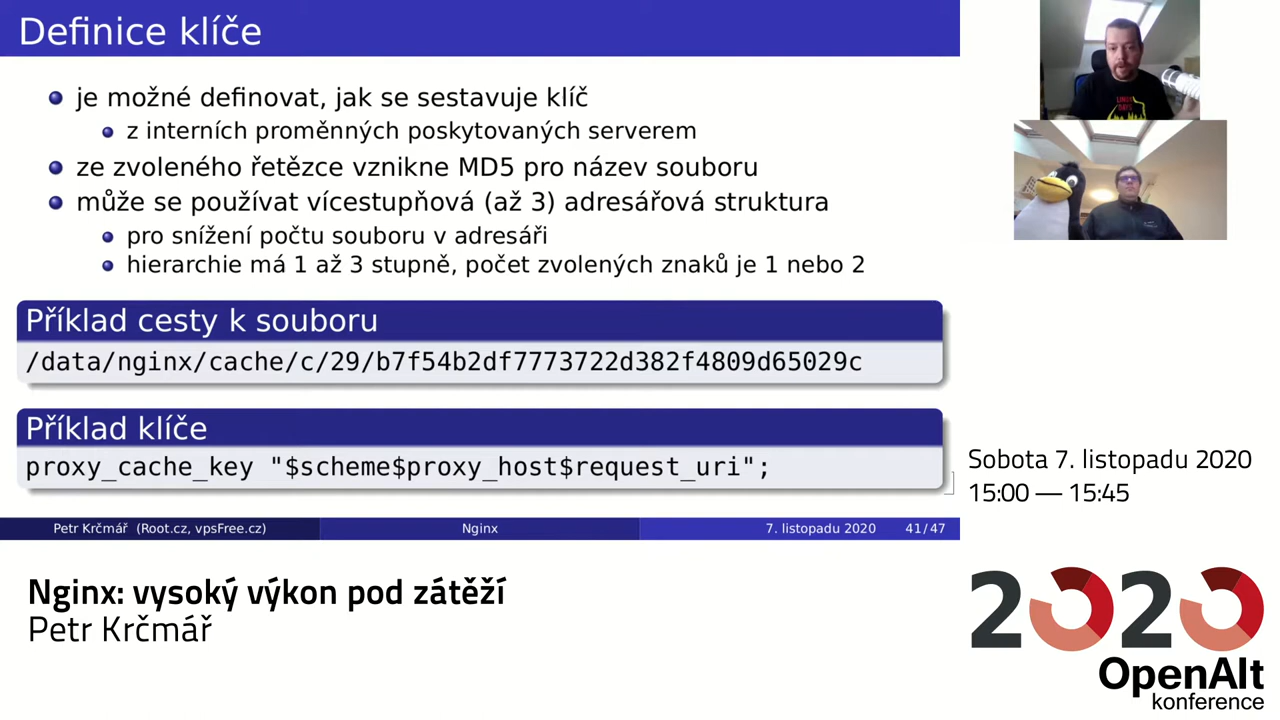 Definice klíče
je možné definovat, jak se sestavuje klíč
z interních proměnných poskytovaných serverem
ze zvoleného řetězce vznikne MD5 pro název souboru
může se používat vícestupňová (až 3) adresářová struktura
pro snížení počtu souboru v adresáři
hierarchie má 1 až 3 stupně, počet zvolených znaků je 1 nebo 2
Příklad cesty k souboru
/data/nginx/cache/c/29/b7f54b2df7773722d382f4809d65029c
Příklad klíče
proxy_cache_key "$scheme$proxy_host$request_uri";
Petr Krčmář (Root.cz, vpsFree.cz) Nginx 7. listopadu 2020 41/47
Sobota 7. listopadu 2020
15:00 — 15:45
Nginx: vysoký výkon pod zátěží
Petr Krčmář
2020
OpenAlt
konference
LINUX
DAYS